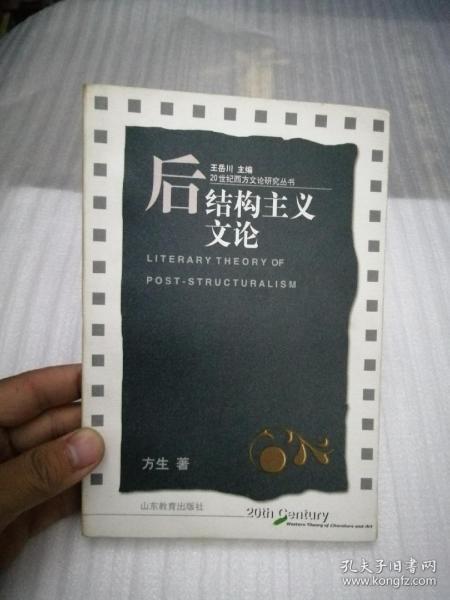 王岳川 主编
20世纪西方文论研究丛书
后结构主义
文论
LITERARY THEORY OF
POST-STRUCTURALISM
方生 著
山东教育出版社
20th Century
Western Theory of Literature and Art
孔夫子旧书网
www.kongfz.com